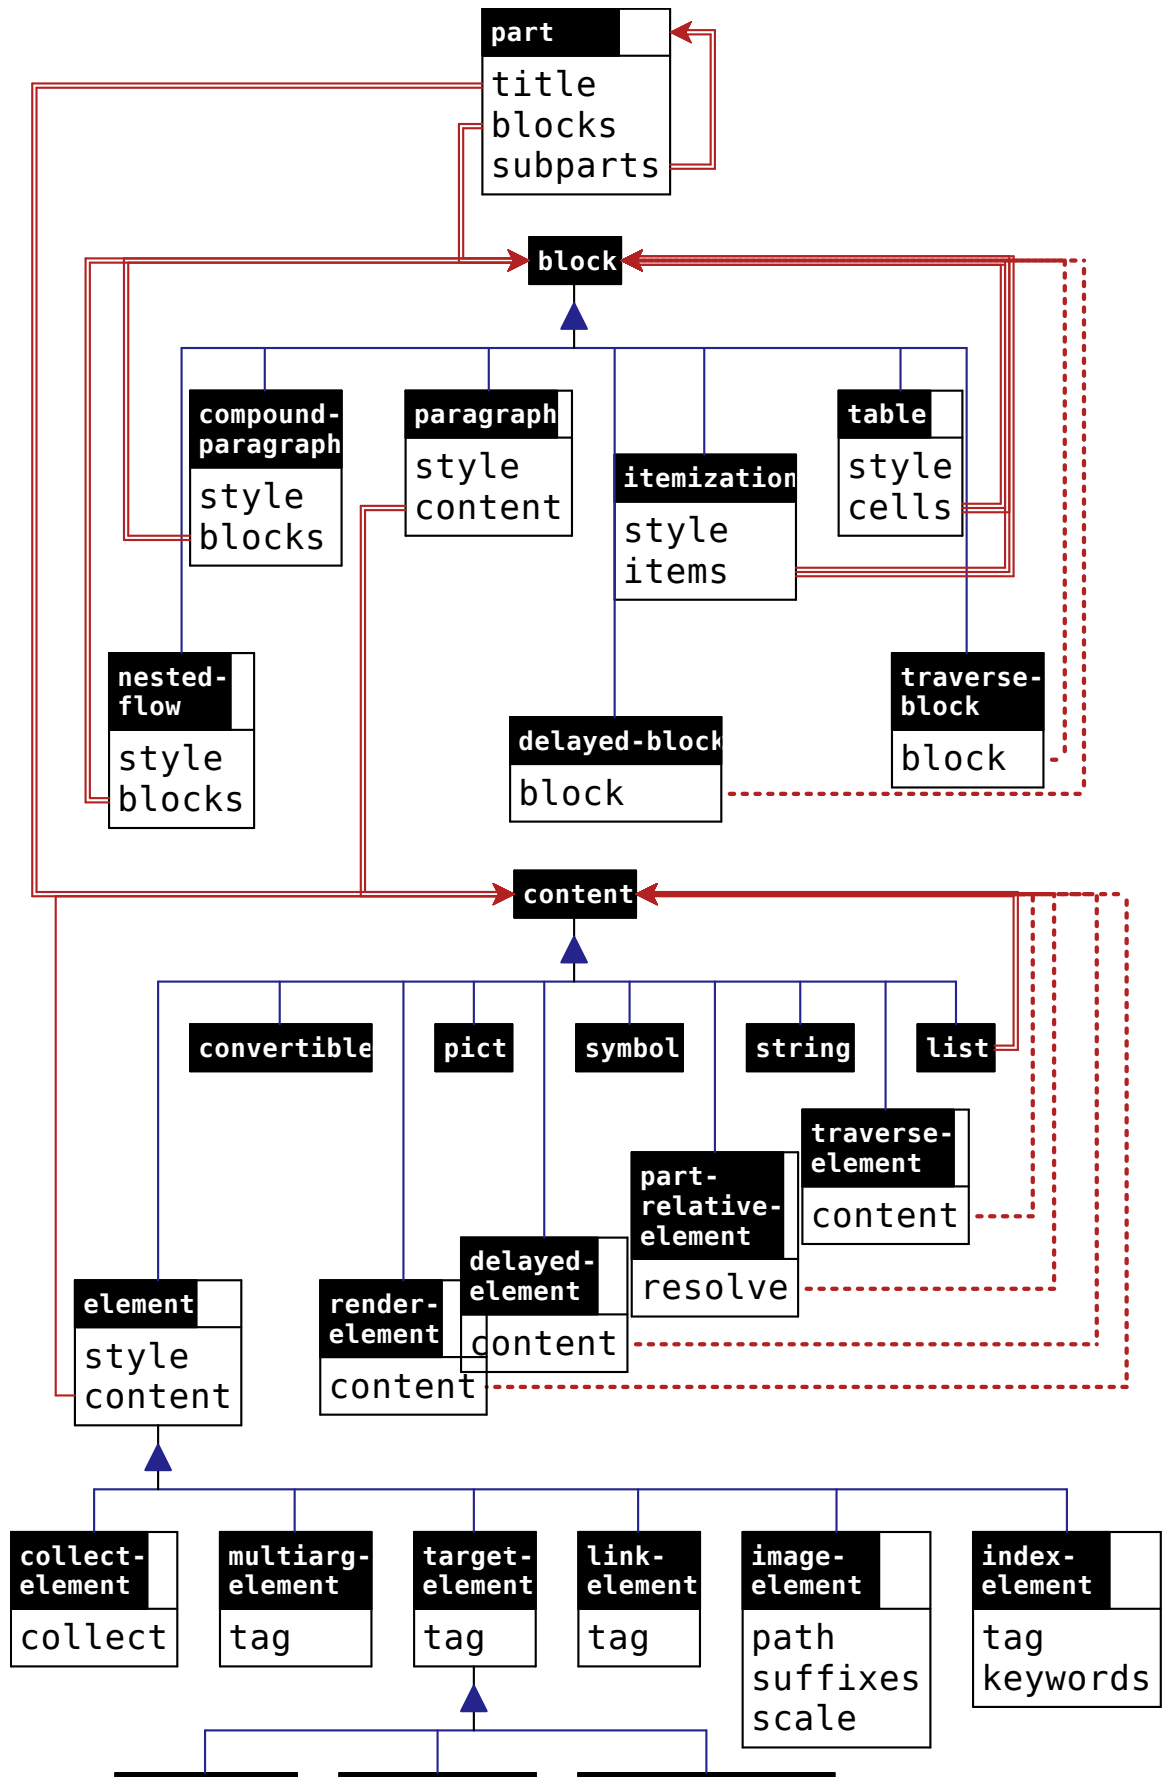 part
title
blocks
subparts
block
compound-
paragraph
style
blocks
paragraph
style
content
itemization
style
items
table
style
cells
nested-
flow
style
blocks
delayed-block
block
traverse-
block
block
content
convertible
pict
symbol
string
list
traverse-
element
content
part-
relative-
element
resolve
delayed-
element
content
element
style
content
render-
element
content
collect-
element
collect
multiarg-
element
tag
target-
element
tag
link-
element
tag
image-
element
path
suffixes
scale
index-
element
tag
keywords